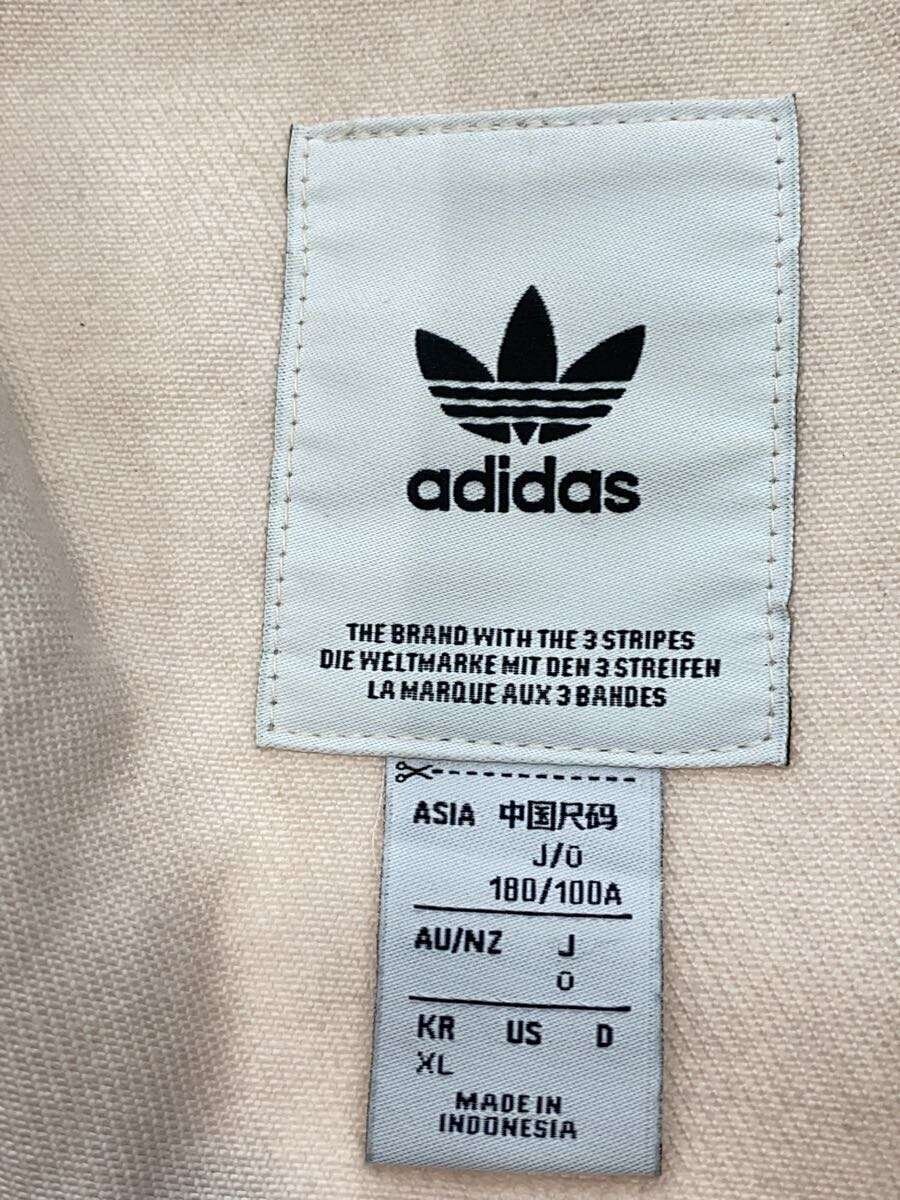 adidas
THE BRAND WITH THE 3 STRIPES
DIE WELTMARKE MIT DEN 3 STREIFEN
LA MARQUE AUX 3 BANDES
ASIA 中国尺码
J/O
180/100A
AU/NZ J
O
KR US D
XL
MADE IN
INDONESIA